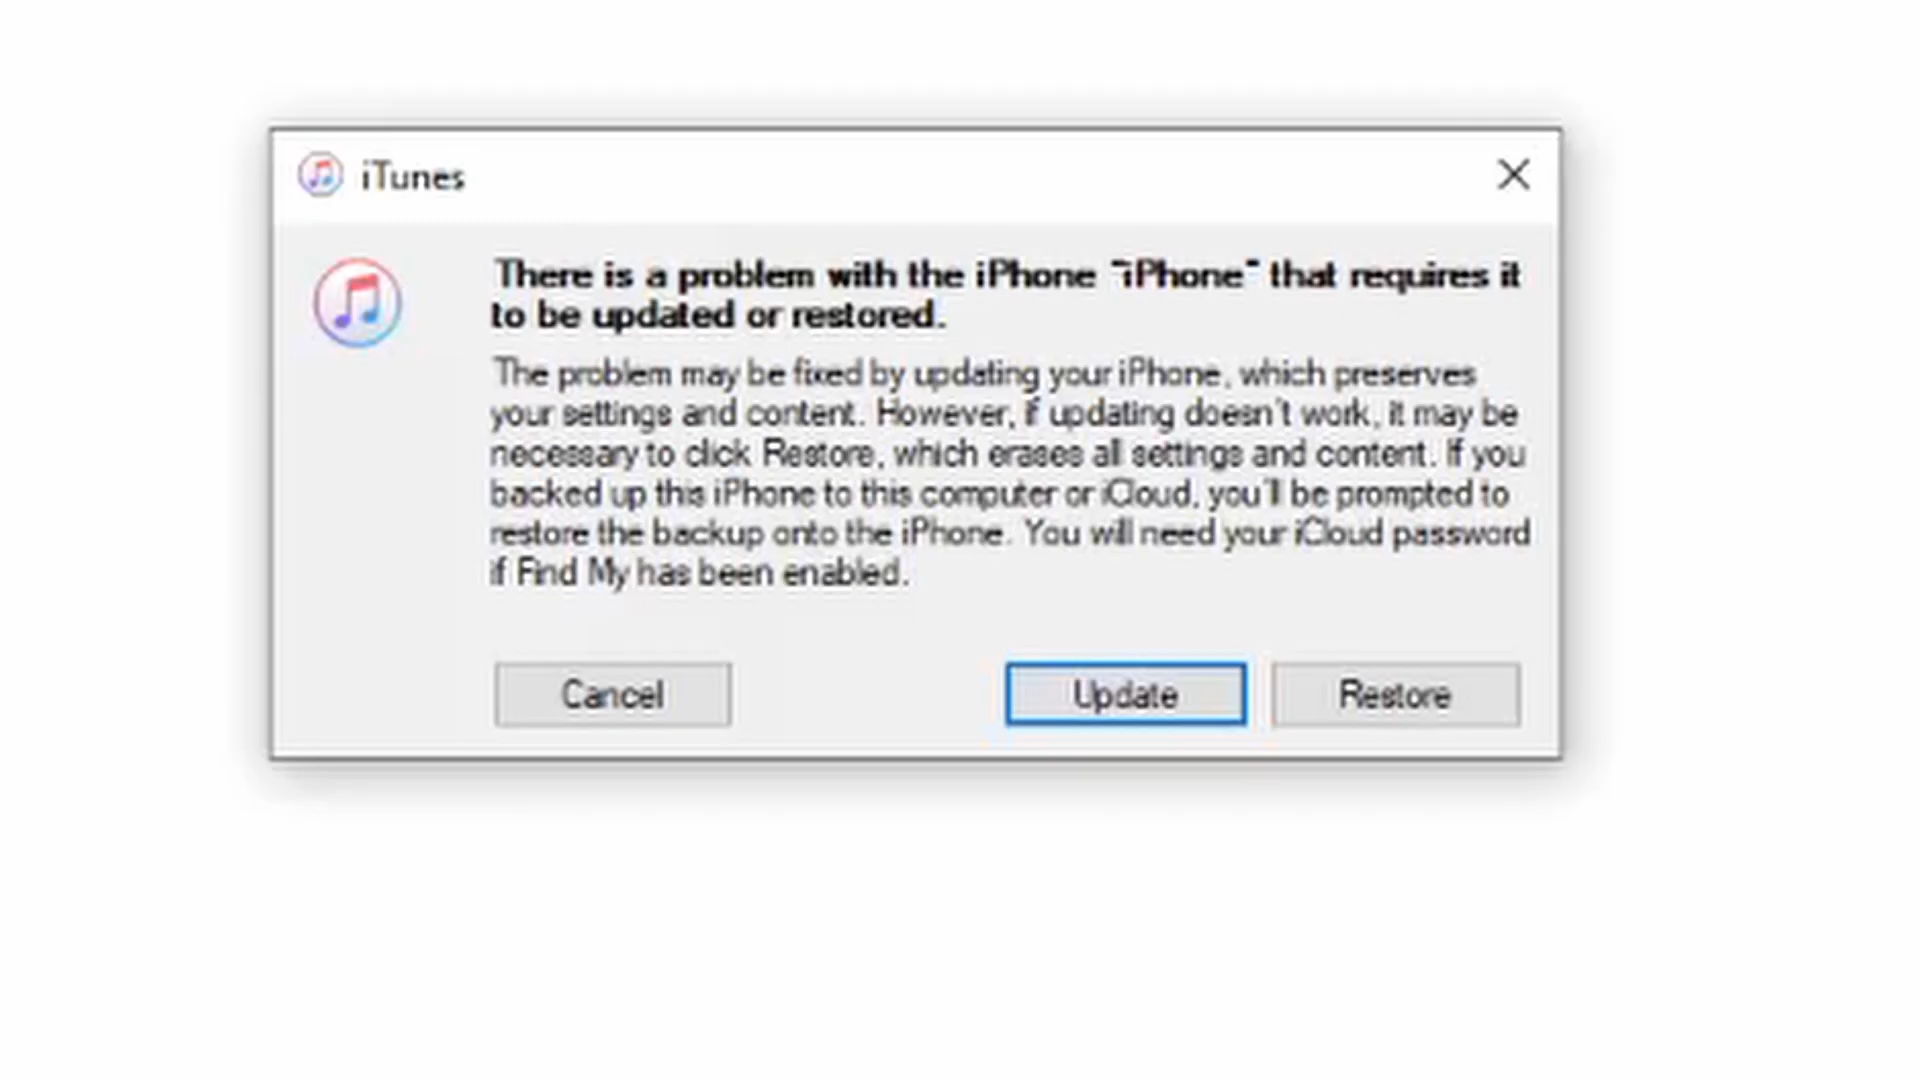 iTunes
There is a problem with the iPhone "iPhone" that requires it
to be updated or restored.
The problem may be fixed by updating your iPhone, which preserves
your settings and content. However, if updating doesn't work, it may be
necessary to click Restore, which erases all settings and content. If you
backed up this iPhone to this computer or iCloud, you'll be prompted to
restore the backup onto the iPhone. You will need your iCloud password
if Find My has been enabled.
Cancel
Update
Restore